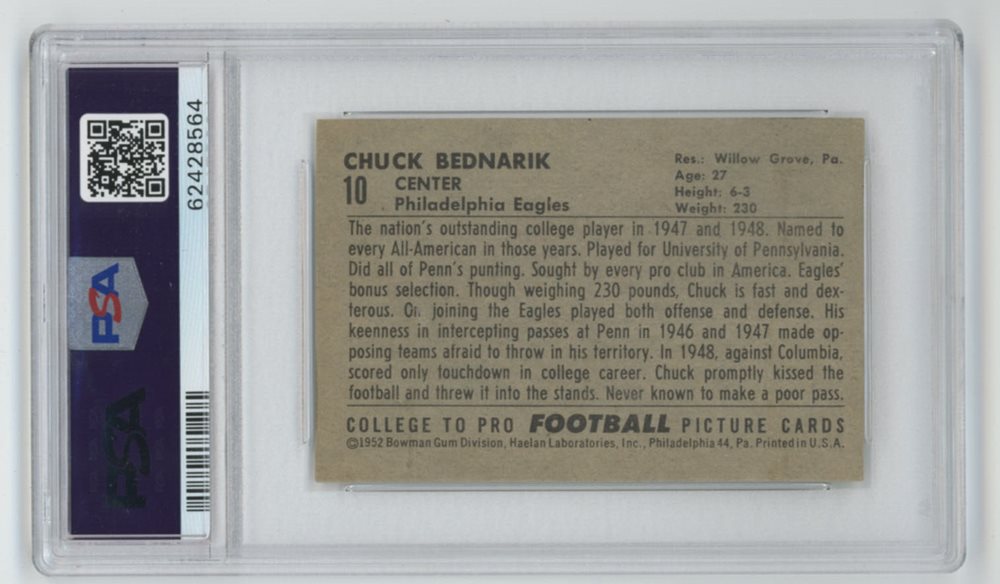 62428564
PSA
PSA
CHUCK BEDNARIK
10 CENTER
Philadelphia Eagles
Res.: Willow Grove, Pa.
Age: 27
Height: 6-3
Weight: 230
The nation's outstanding college player in 1947 and 1948. Named to
every All-American in those years. Played for University of Pennsylvania.
Did all of Penn's punting. Sought by every pro club in America. Eagles'
bonus selection. Though weighing 230 pounds, Chuck is fast and dex-
terous. On joining the Eagles played both offense and defense. His
keenness in intercepting passes at Penn in 1946 and 1947 made op-
posing teams afraid to throw in his territory. In 1948, against Columbia,
scored only touchdown in college career. Chuck promptly kissed the
football and threw it into the stands. Never known to make a poor pass.
COLLEGE TO PRO FOOTBALL PICTURE CARDS
©1952 Bowman Gum Division, Haelan Laboratories, Inc., Philadelphia 44, Pa. Printed in U.S.A.